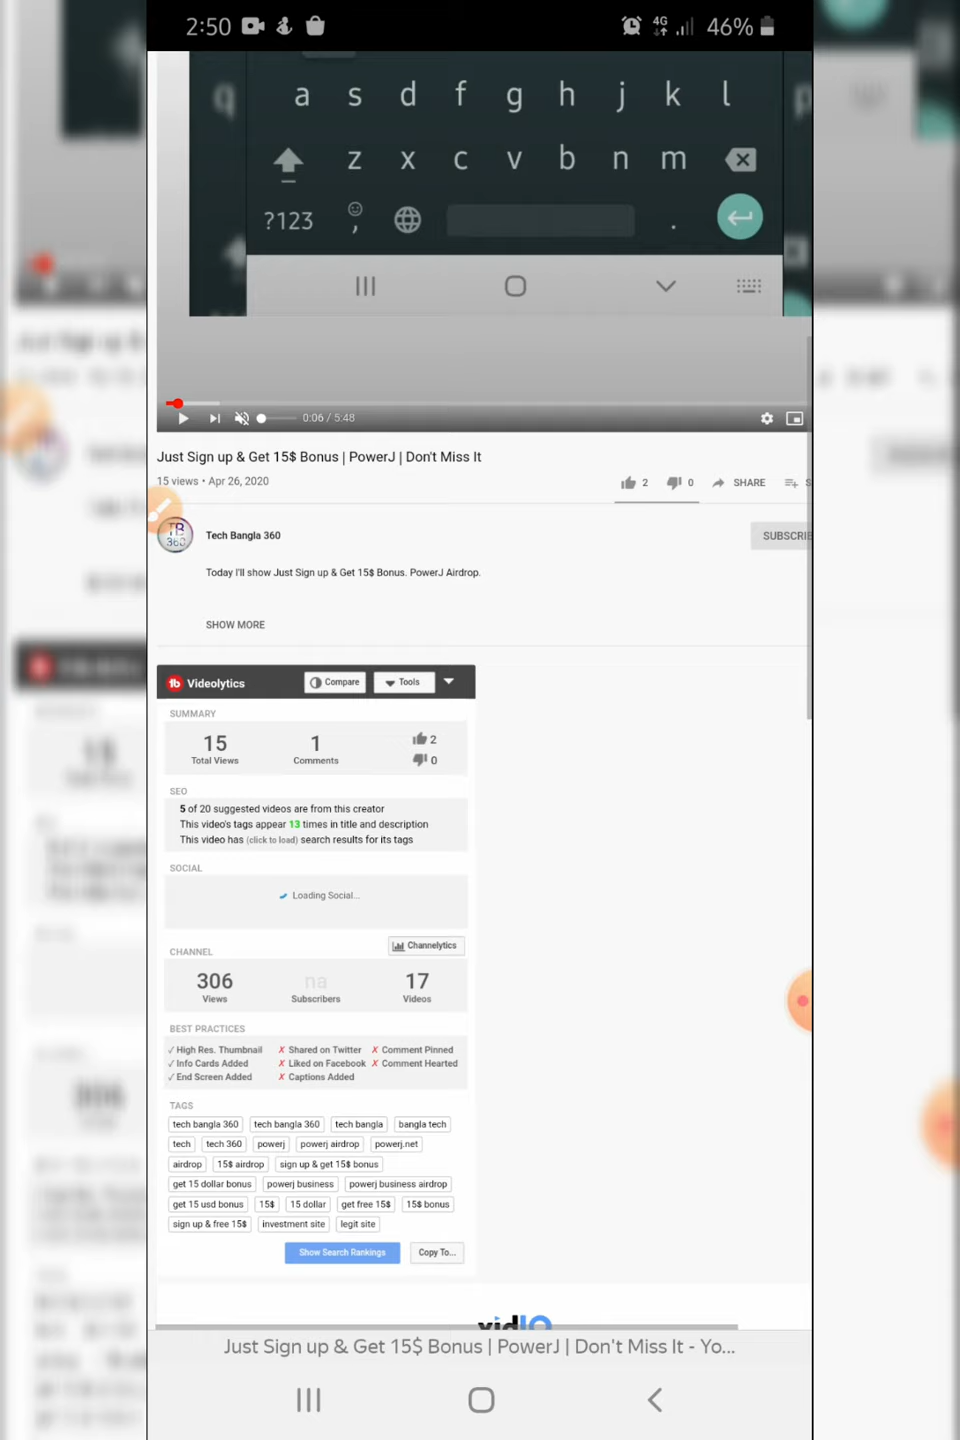 2:50 4G 46%
q a s d f g h j k l p
z x c v b n m
?123 , .
0:06 / 5:48
Just Sign up & Get 15$ Bonus | PowerJ | Don't Miss It
15 views • Apr 26, 2020 2 0 SHARE S
TB 360 Tech Bangla 360 SUBSCRIBE
Today I'll show Just Sign up & Get 15$ Bonus. PowerJ Airdrop.
SHOW MORE
tb Videolytics Compare Tools
SUMMARY
15 1 2
Total Views Comments 0
SEO
5 of 20 suggested videos are from this creator
This video's tags appear 13 times in title and description
This video has (click to load) search results for its tags
SOCIAL
Loading Social...
CHANNEL Channelytics
306 na 17
Views Subscribers Videos
BEST PRACTICES
✓ High Res. Thumbnail ✗ Shared on Twitter ✗ Comment Pinned
✓ Info Cards Added ✗ Liked on Facebook ✗ Comment Hearted
✓ End Screen Added ✗ Captions Added
TAGS
tech bangla 360 tech bangla 360 tech bangla bangla tech
tech tech 360 powerj powerj airdrop powerj.net
airdrop 15$ airdrop sign up & get 15$ bonus
get 15 dollar bonus powerj business powerj business airdrop
get 15 usd bonus 15$ 15 dollar get free 15$ 15$ bonus
sign up & free 15$ investment site legit site
Show Search Rankings Copy To...
vidIQ
Just Sign up & Get 15$ Bonus | PowerJ | Don't Miss It - Yo...